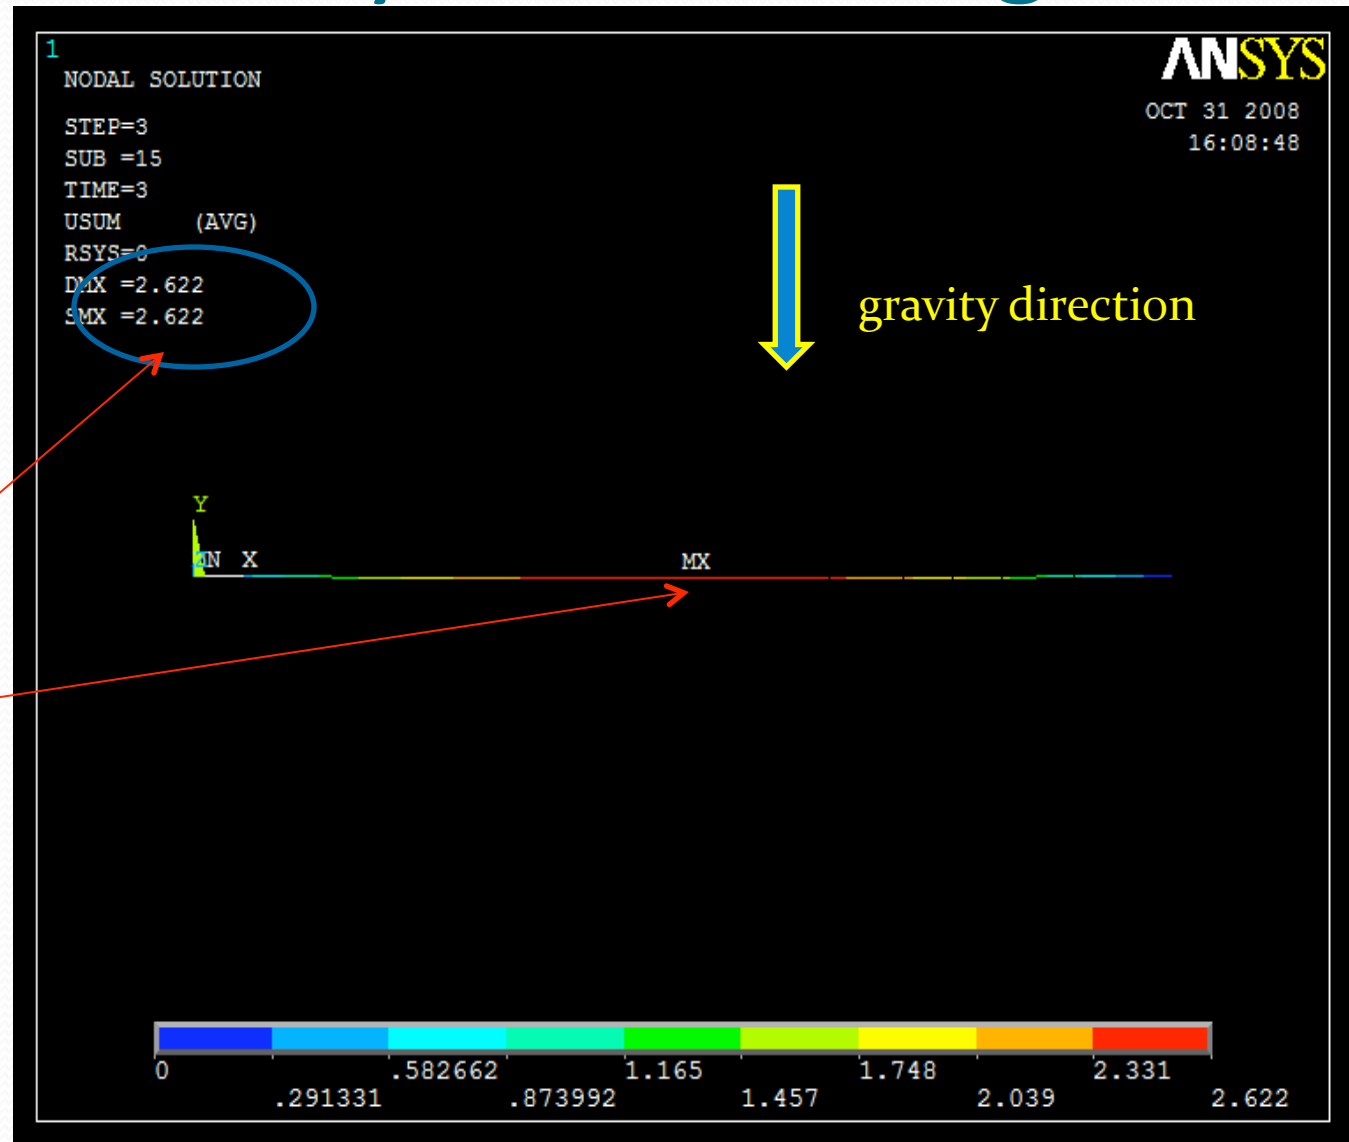 1
ANSYS
NODAL SOLUTION
OCT 31 2008
STEP=3
16:08:48
SUB =15
TIME=3
USUM (AVG)
RSYS=0
DMX =2.622
SMX =2.622
gravity direction
Y
X
MX
0 .582662 1.165 1.748 2.331
.291331 .873992 1.457 2.039 2.622